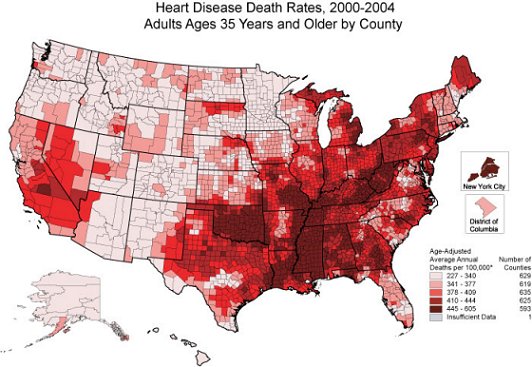 Heart Disease Death Rates, 2000-2004
Adults Ages 35 Years and Older by County
New York City
District of
Columbia
Age-Adjusted
Average Annual Number of
Deaths per 100,000* Counties
227 - 340 629
341 - 377 619
378 - 409 635
410 - 444 625
445 - 605 593
Insufficient Data 1